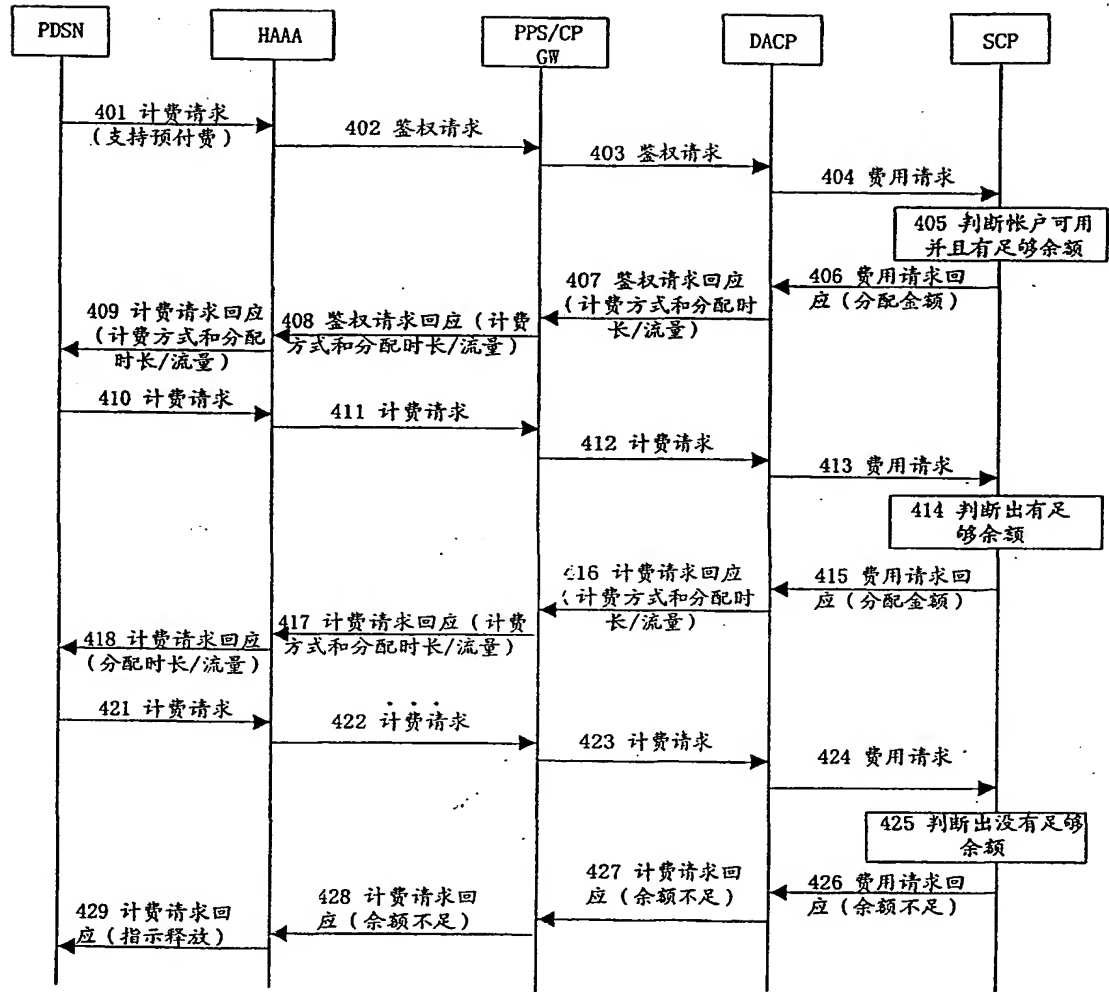 PDSN
HAAA
PPS/CP
GW
DACP
SCP
401 计费请求
(支持预付费)
402 鉴权请求
403 鉴权请求
404 费用请求
405 判断帐户可用
并且有足够余额
406 费用请求回
应(分配金额)
407 鉴权请求回应
(计费方式和分配时
长/流量)
408 鉴权请求回应(计费
方式和分配时长/流量)
409 计费请求回应
(计费方式和分配
时长/流量)
410 计费请求
411 计费请求
412 计费请求
413 费用请求
414 判断出有足
够余额
415 费用请求回
应(分配金额)
416 计费请求回应
(计费方式和分配时
长/流量)
417 计费请求回应(计费
方式和分配时长/流量)
418 计费请求回应
(分配时长/流量)
421 计费请求
422 计费请求
423 计费请求
424 费用请求
425 判断出没有足够
余额
426 费用请求回
应(余额不足)
427 计费请求回
应(余额不足)
428 计费请求回
应(余额不足)
429 计费请求回
应(指示释放)